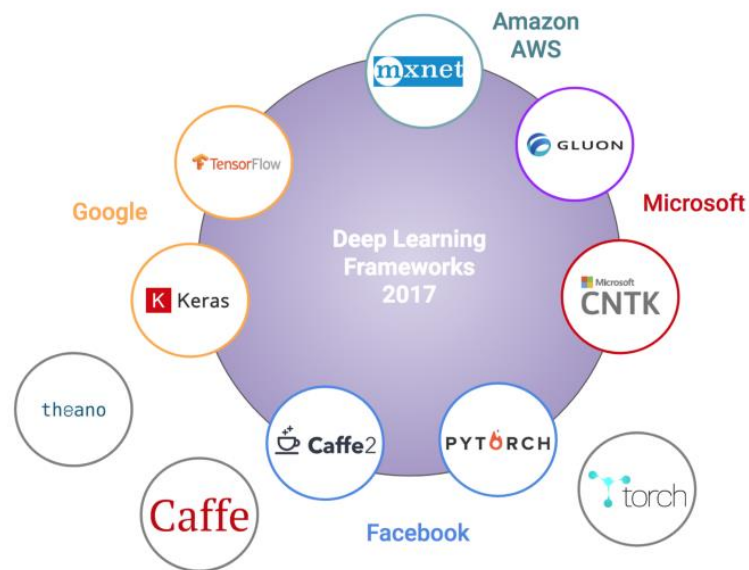 Amazon
AWS
mxnet
GLUON
TensorFlow
Google
Microsoft
Deep Learning
Frameworks
2017
K Keras
Microsoft
CNTK
theano
Caffe2
PYTORCH
Caffe
torch
Facebook